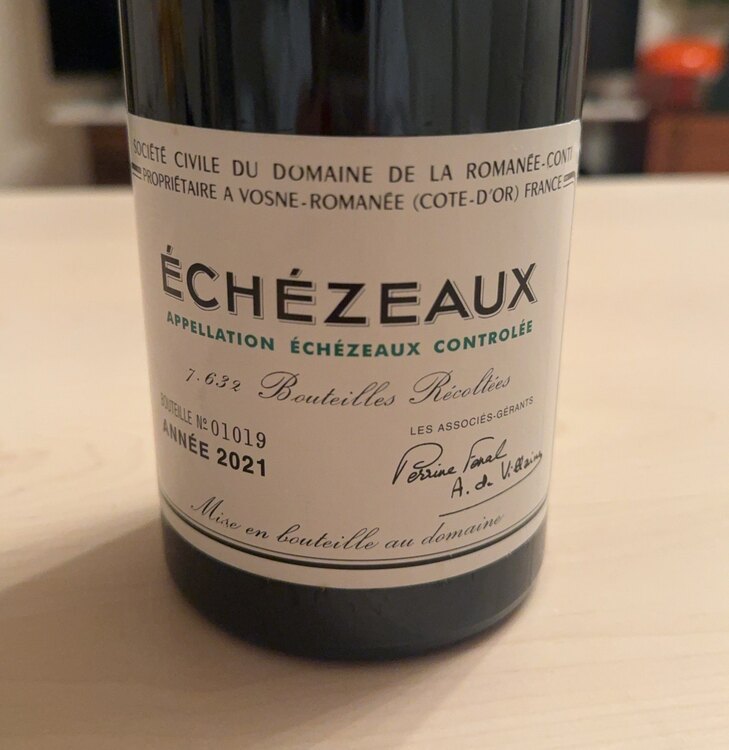 SOCIÉTÉ CIVILE DU DOMAINE DE LA ROMANÉE-CONTI
PROPRIÉTAIRE A VOSNE-ROMANÉE (COTE-D'OR) FRANCE
ÉCHÉZEAUX
APPELLATION ÉCHÉZEAUX CONTROLÉE
7.632 Bouteilles Récoltées
BOUTEILLE Nº 01019
ANNÉE 2021
LES ASSOCIÉS-GÉRANTS
Perrine Fenal
A. de Villaine
Mise en bouteille au domaine